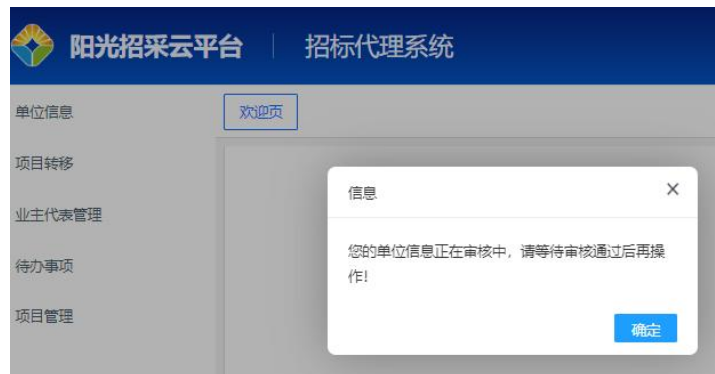 阳光招采云平台 招标代理系统
单位信息
欢迎页
项目转移
信息
业主代表管理
您的单位信息正在审核中，请等待审核通过后再操
作！
待办事项
项目管理
确定